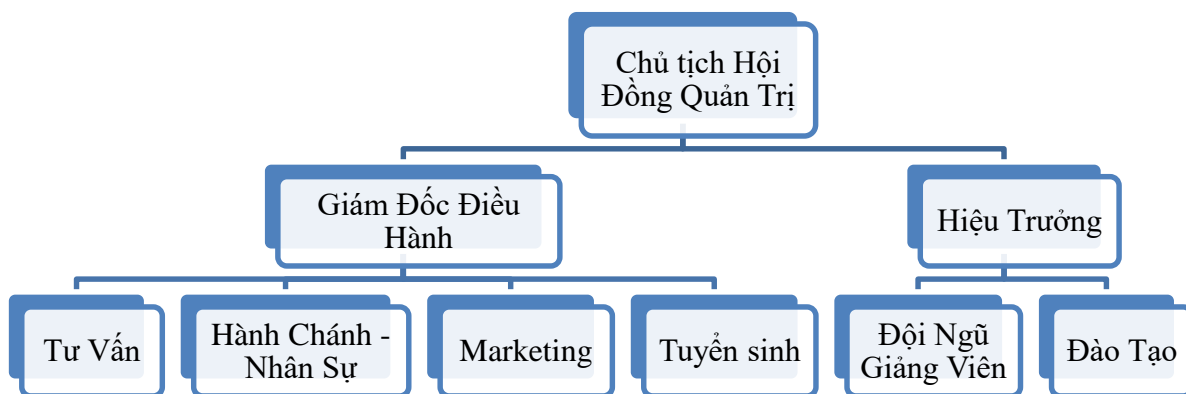 Chủ tịch Hội
Đồng Quản Trị
Giám Đốc Điều
Hành
Hiệu Trưởng
Tư Vấn
Hành Chánh -
Nhân Sự
Marketing
Tuyển sinh
Đội Ngũ
Giảng Viên
Đào Tạo